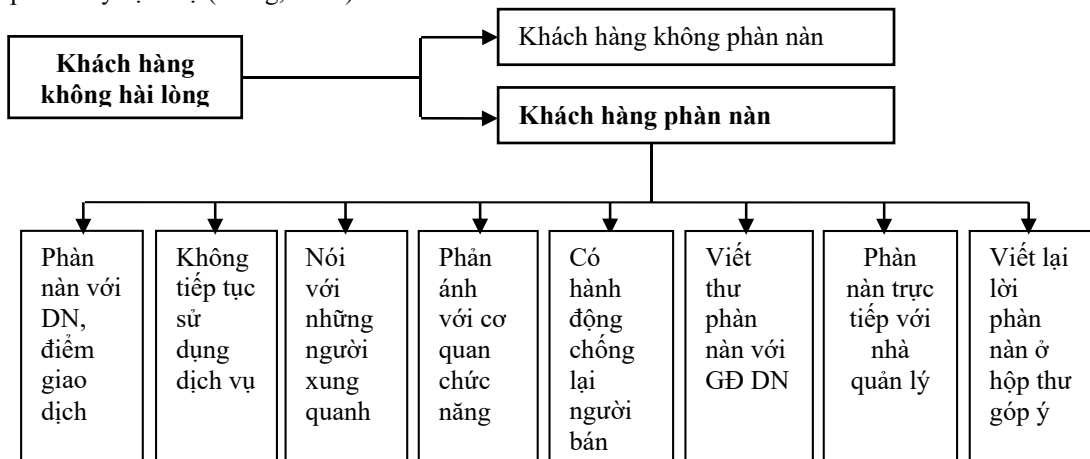 Khách hàng không phàn nàn
Khách hàng
không hài lòng
Khách hàng phàn nàn
Phàn
nàn với
DN,
điểm
giao
dịch
Không
tiếp tục
sử
dụng
dịch vụ
Nói
với
những
người
xung
quanh
Phản
ánh
với cơ
quan
chức
năng
Có
hành
động
chống
lại
người
bán
Viết
thư
phàn
nàn với
GĐ DN
Phàn
nàn trực
tiếp với
nhà
quản lý
Viết lại
lời
phàn
nàn ở
hộp thư
góp ý